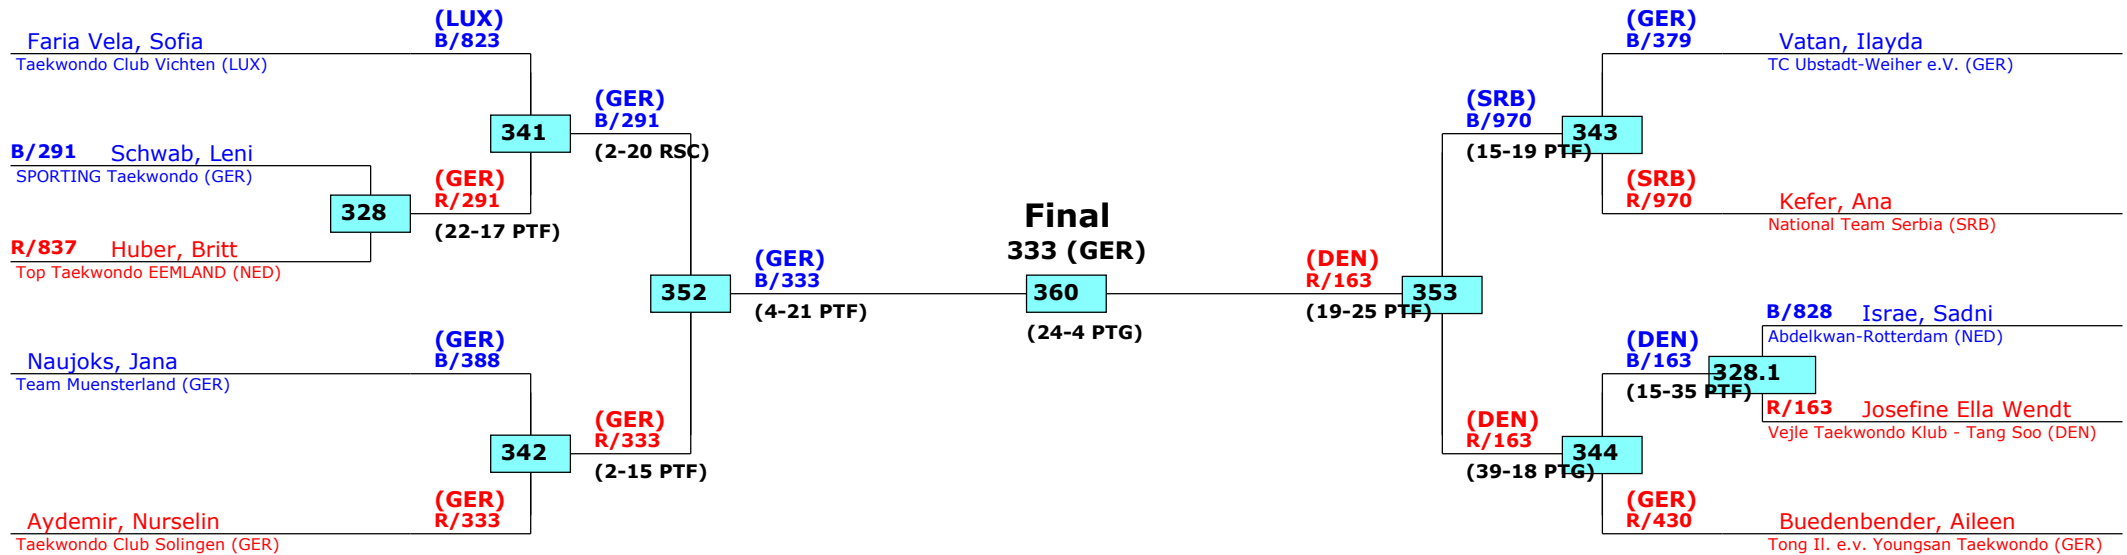 (LUX)
B/823
Faria Vela, Sofia
Taekwondo Club Vichten (LUX)
341
(GER)
B/291
(2-20 RSC)
B/291 Schwab, Leni
SPORTING Taekwondo (GER)
328
(GER)
R/291
(22-17 PTF)
R/837 Huber, Britt
Top Taekwondo EEMLAND (NED)
352
(GER)
B/333
(4-21 PTF)
(GER)
B/388
Naujoks, Jana
Team Muensterland (GER)
342
(GER)
R/333
(2-15 PTF)
(GER)
R/333
Aydemir, Nurselin
Taekwondo Club Solingen (GER)
Final
333 (GER)
360
(24-4 PTG)
(GER)
B/379
Vatan, Ilayda
TC Ubstadt-Weiher e.V. (GER)
(SRB)
B/970
343
(15-19 PTF)
(SRB)
R/970
Kefer, Ana
National Team Serbia (SRB)
(DEN)
R/163
353
(19-25 PTF)
B/828 Israe, Sadni
Abdelkwan-Rotterdam (NED)
(DEN)
B/163
328.1
(15-35 PTF)
R/163 Josefine Ella Wendt
Vejle Taekwondo Klub - Tang Soo (DEN)
(DEN)
R/163
344
(39-18 PTG)
(GER)
R/430
Buedenbender, Aileen
Tong Il. e.v. Youngsan Taekwondo (GER)